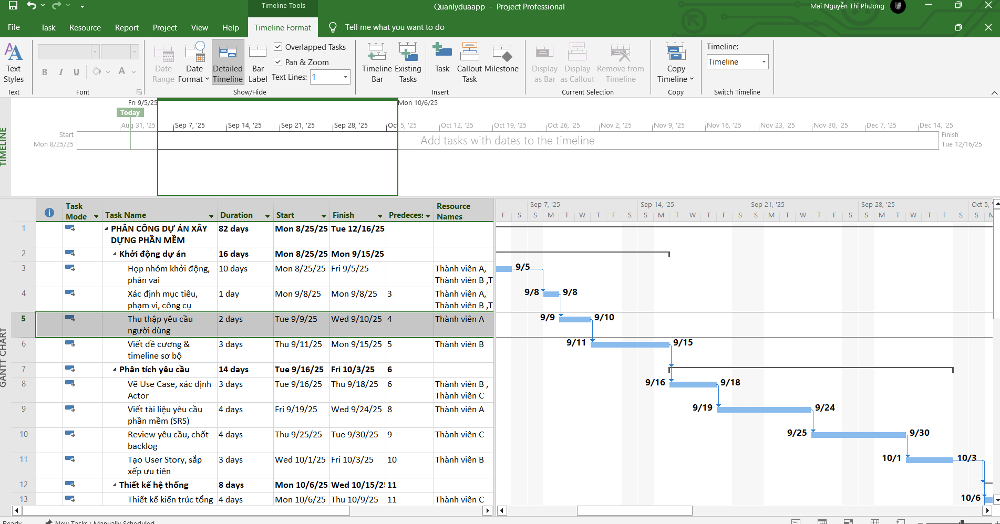 Timeline Tools
Quanlyduaapp - Project Professional
Mai Nguyễn Thị Phương
File Task Resource Report Project View Help Timeline Format Tell me what you want to do
Text Styles
Text
B I U A
Font
Date Range
Date Format
Detailed Timeline
Bar Label
Overlapped Tasks
Pan & Zoom
Text Lines: 1
Show/Hide
Timeline Bar
Existing Tasks
Task
Callout Task
Milestone
Insert
Display as Bar
Display as Callout
Remove from Timeline
Current Selection
Copy Timeline
Copy
Timeline:
Timeline
Switch Timeline
TIMELINE
Fri 9/5/25 Mon 10/6/25
Today
Aug 31, '25 Sep 7, '25 Sep 14, '25 Sep 21, '25 Sep 28, '25 Oct 5, '25 Oct 12, '25 Oct 19, '25 Oct 26, '25 Nov 2, '25 Nov 9, '25 Nov 16, '25 Nov 23, '25 Nov 30, '25 Dec 7, '25 Dec 14, '25
Start
Mon 8/25/25
Add tasks with dates to the timeline
Finish
Tue 12/16/25
GANTT CHART
Task Mode Task Name Duration Start Finish Predecess Resource Names
Sep 7, '25 Sep 14, '25 Sep 21, '25 Sep 28, '25 Oct 5, '
F S S M T W T F S S M T W T F S S M T W T F S S M T W T F S S M
1 PHÂN CÔNG DỰ ÁN XÂY DỰNG PHẦN MỀM 82 days Mon 8/25/25 Tue 12/16/25
2 Khởi động dự án 16 days Mon 8/25/25 Mon 9/15/25
3 Họp nhóm khởi động, phân vai 10 days Mon 8/25/25 Fri 9/5/25 Thành viên A, Thành viên B ,T
9/5
4 Xác định mục tiêu, phạm vi, công cụ 1 day Mon 9/8/25 Mon 9/8/25 3 Thành viên A, Thành viên B ,T
9/8 9/8
5 Thu thập yêu cầu người dùng 2 days Tue 9/9/25 Wed 9/10/25 4 Thành viên A
9/9 9/10
6 Viết đề cương & timeline sơ bộ 3 days Thu 9/11/25 Mon 9/15/25 5 Thành viên B
9/11 9/15
7 Phân tích yêu cầu 14 days Tue 9/16/25 Fri 10/3/25 6
8 Vẽ Use Case, xác định Actor 3 days Tue 9/16/25 Thu 9/18/25 6 Thành viên B , Thành viên C
9/16 9/18
9 Viết tài liệu yêu cầu phần mềm (SRS) 4 days Fri 9/19/25 Wed 9/24/25 8 Thành viên A
9/19 9/24
10 Review yêu cầu, chốt backlog 4 days Thu 9/25/25 Tue 9/30/25 9 Thành viên C
9/25 9/30
11 Tạo User Story, sắp xếp ưu tiên 3 days Wed 10/1/25 Fri 10/3/25 10 Thành viên B
10/1 10/3
12 Thiết kế hệ thống 8 days Mon 10/6/25 Wed 10/15/2 11
13 Thiết kế kiến trúc tổng 4 days Mon 10/6/25 Thu 10/9/25 11 Thành viên C
10/6
Ready New Tasks : Manually Scheduled